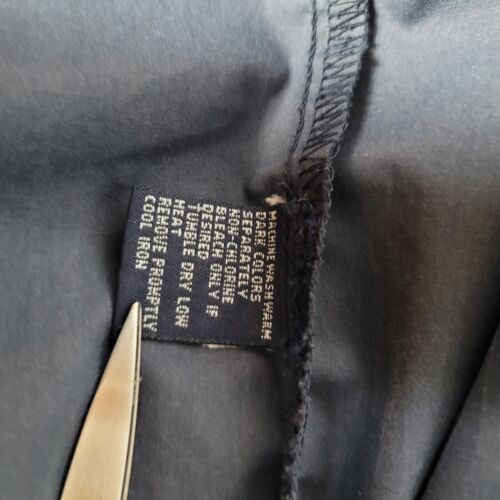 MACHINE WASH WARM
DARK COLORS
SEPARATELY
NON-CHLORINE
BLEACH ONLY IF
DESIRED
TUMBLE DRY LOW
HEAT
REMOVE PROMPTLY
COOL IRON